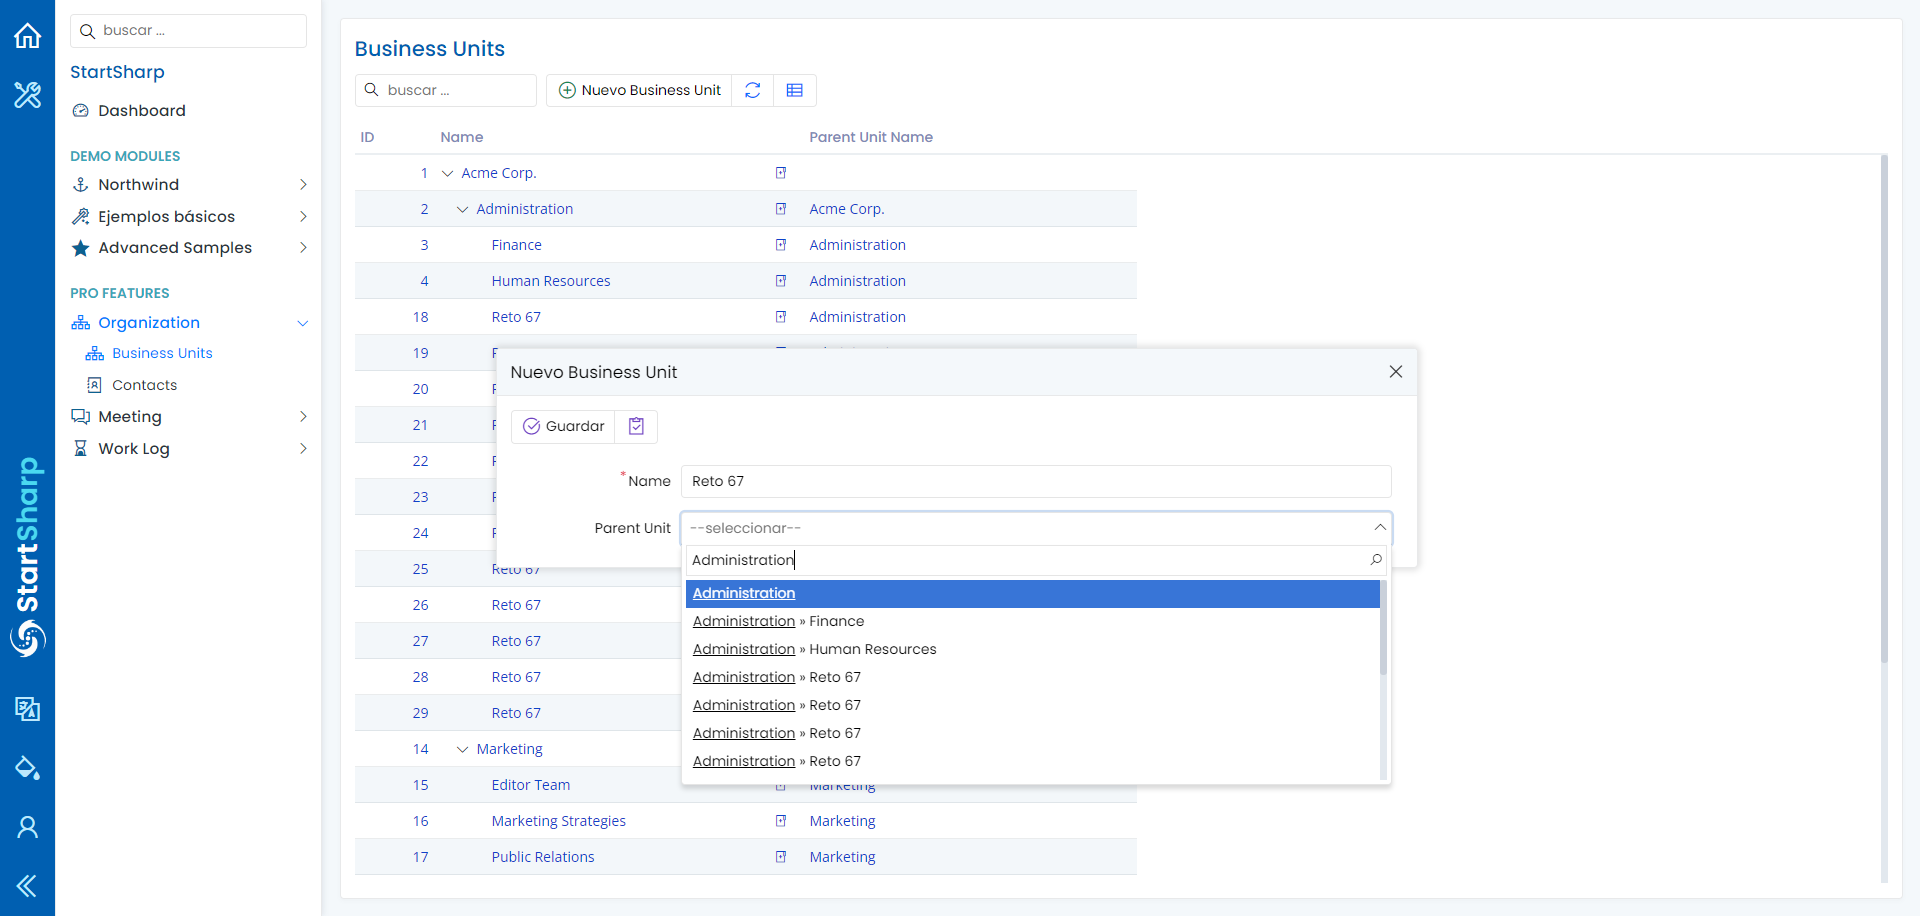 buscar ...
StartSharp
Dashboard
DEMO MODULES
Northwind
Ejemplos básicos
Advanced Samples
PRO FEATURES
Organization
Business Units
Contacts
Meeting
Work Log
StartSharp
Business Units
buscar ...
Nuevo Business Unit
ID Name Parent Unit Name
1 Acme Corp.
2 Administration Acme Corp.
3 Finance Administration
4 Human Resources Administration
18 Reto 67 Administration
19
20
21
22
23
24
25 Reto 67
26 Reto 67
27 Reto 67
28 Reto 67
29 Reto 67
14 Marketing
15 Editor Team Marketing
16 Marketing Strategies Marketing
17 Public Relations Marketing
Nuevo Business Unit
Guardar
* Name Reto 67
Parent Unit --seleccionar--
Administration
Administration
Administration » Finance
Administration » Human Resources
Administration » Reto 67
Administration » Reto 67
Administration » Reto 67
Administration » Reto 67